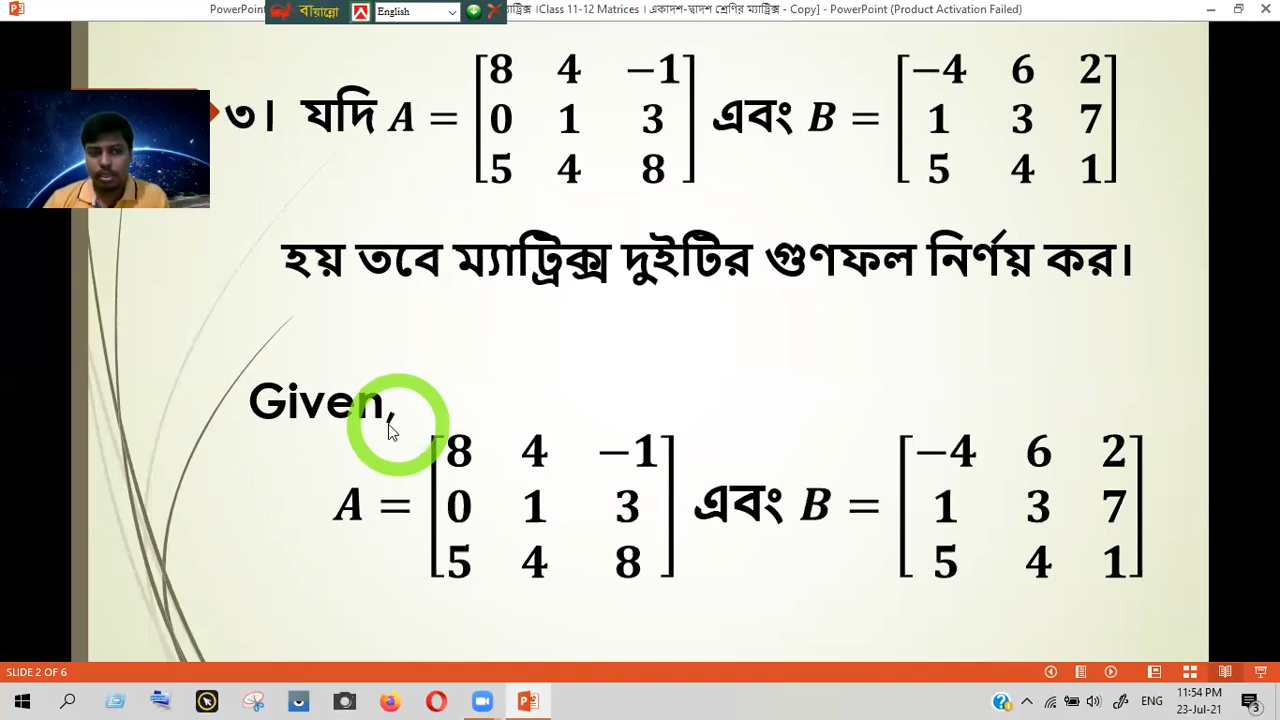 PowerPoint ম্যাট্রিক্স ।Class 11-12 Matrices । একাদশ-দ্বাদশ শ্রেণির ম্যাট্রিক্স - Copy] - PowerPoint (Product Activation Failed)
বায়ান্নো English
৩। যদি A = [8 4 −1 এবং B = [−4 6 2
0 1 3 1 3 7
5 4 8] 5 4 1]
হয় তবে ম্যাট্রিক্স দুইটির গুণফল নির্ণয় কর।
Given,
A = [8 4 −1 এবং B = [−4 6 2
0 1 3 1 3 7
5 4 8] 5 4 1]
SLIDE 2 OF 6
ENG 11:54 PM
23-Jul-21 3